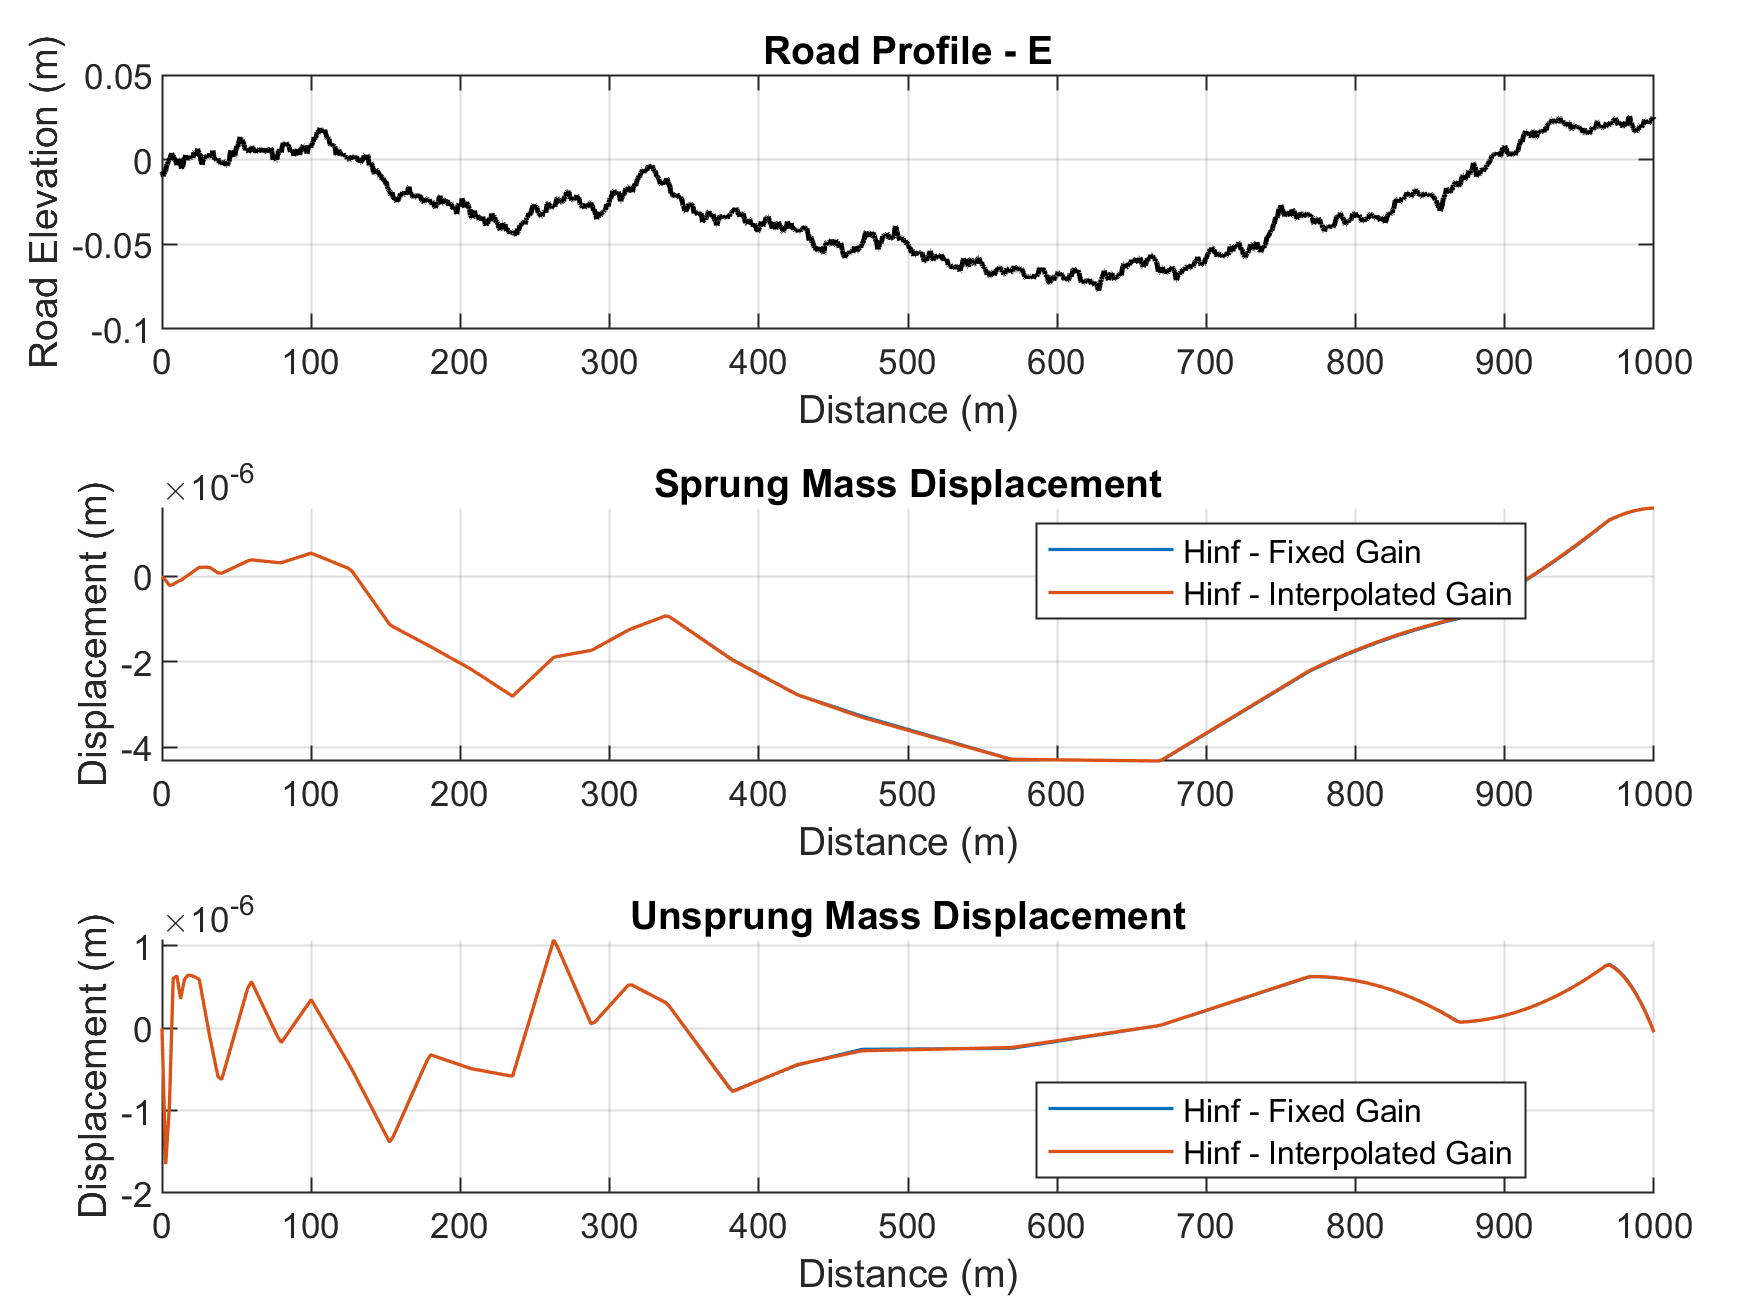 Road Profile - E
Road Elevation (m)
0.05
0
-0.05
-0.1
0 100 200 300 400 500 600 700 800 900 1000
Distance (m)
×10-6
Sprung Mass Displacement
Displacement (m)
0
-2
-4
Hinf - Fixed Gain
Hinf - Interpolated Gain
0 100 200 300 400 500 600 700 800 900 1000
Distance (m)
×10-6
Unsprung Mass Displacement
Displacement (m)
1
0
-1
-2
Hinf - Fixed Gain
Hinf - Interpolated Gain
0 100 200 300 400 500 600 700 800 900 1000
Distance (m)